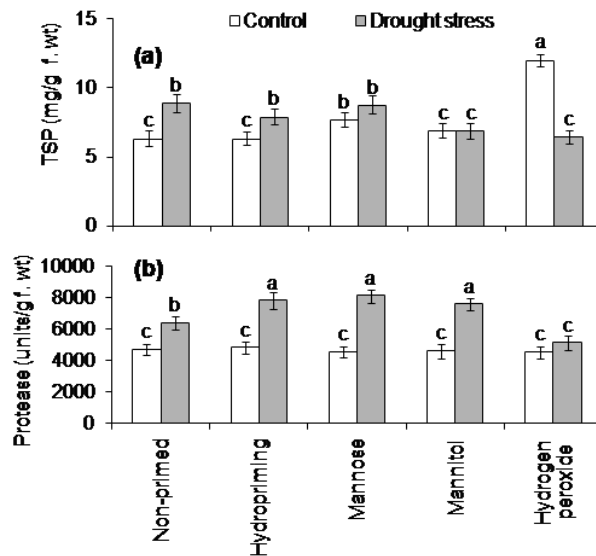 Control Drought stress
(a)
TSP (mg/g f. wt)
15
10
5
0
c b c b b b c c a c
(b)
Protease (units/g f. wt)
10000
8000
6000
4000
2000
0
c b c a c a c a c c
Non-primed
Hydropriming
Mannose
Mannitol
Hydrogen
peroxide